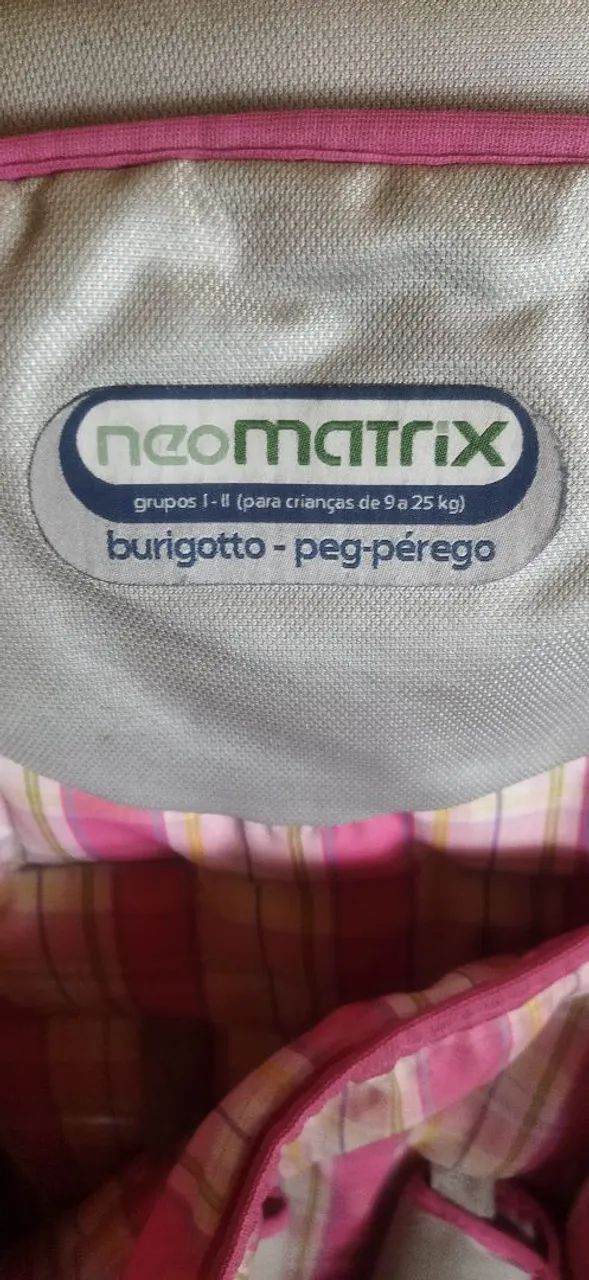 neomatrix
grupos I - II (para crianças de 9 a 25 kg)
burigotto - peg-pérego